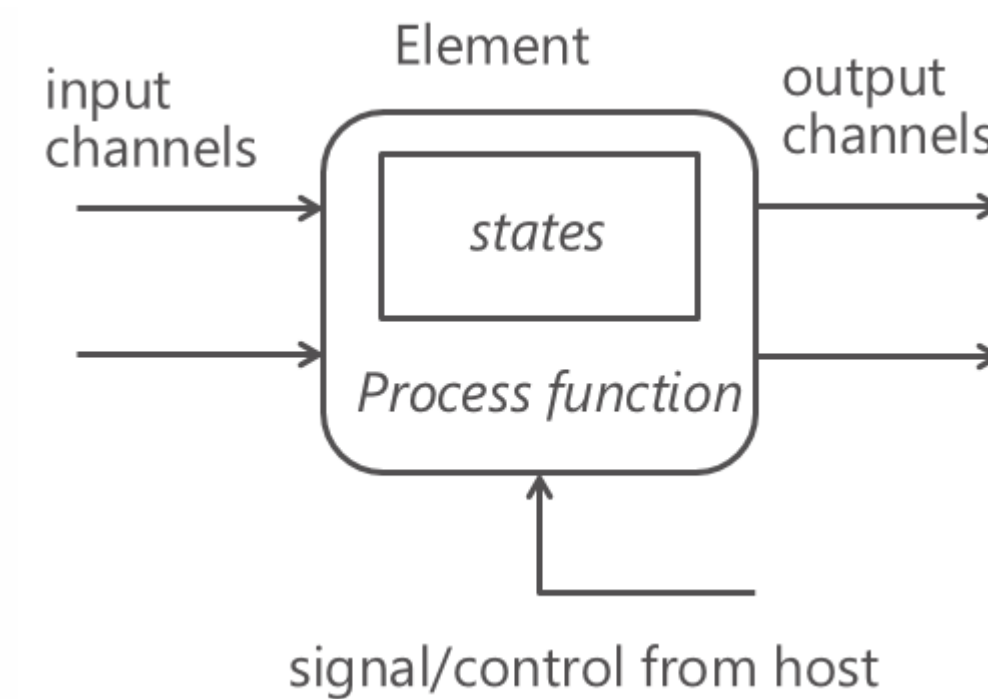 Element
input
channels
output
channels
states
Process function
signal/control from host